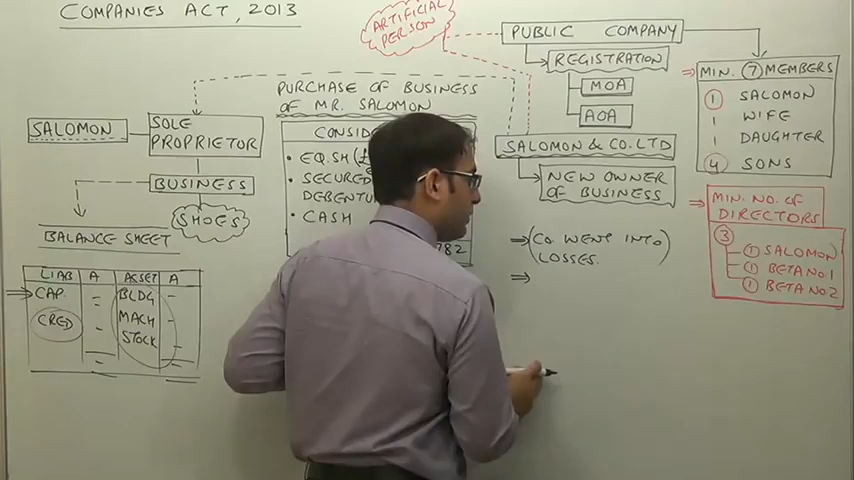 COMPANIES ACT, 2013
ARTIFICIAL
PERSON
PUBLIC COMPANY
REGISTRATION
MOA
AOA
MIN. 7 MEMBERS
1 SALOMON
1 WIFE
1 DAUGHTER
4 SONS
PURCHASE OF BUSINESS
OF MR. SALOMON
SALOMON
SOLE
PROPRIETOR
BUSINESS
SHOES
BALANCE SHEET
LIAB A ASSET A
CAP. BLDG
CRED MACH
STOCK
• EQ.SH
• SECURED
DEBENTU
• CASH
782
SALOMON & CO. LTD
NEW OWNER
OF BUSINESS
⇒ (CO. WENT INTO
LOSSES. )
⇒
MIN. NO. OF
DIRECTORS
3
1 SALOMON
1 BETA NO.1
1 BETA NO.2